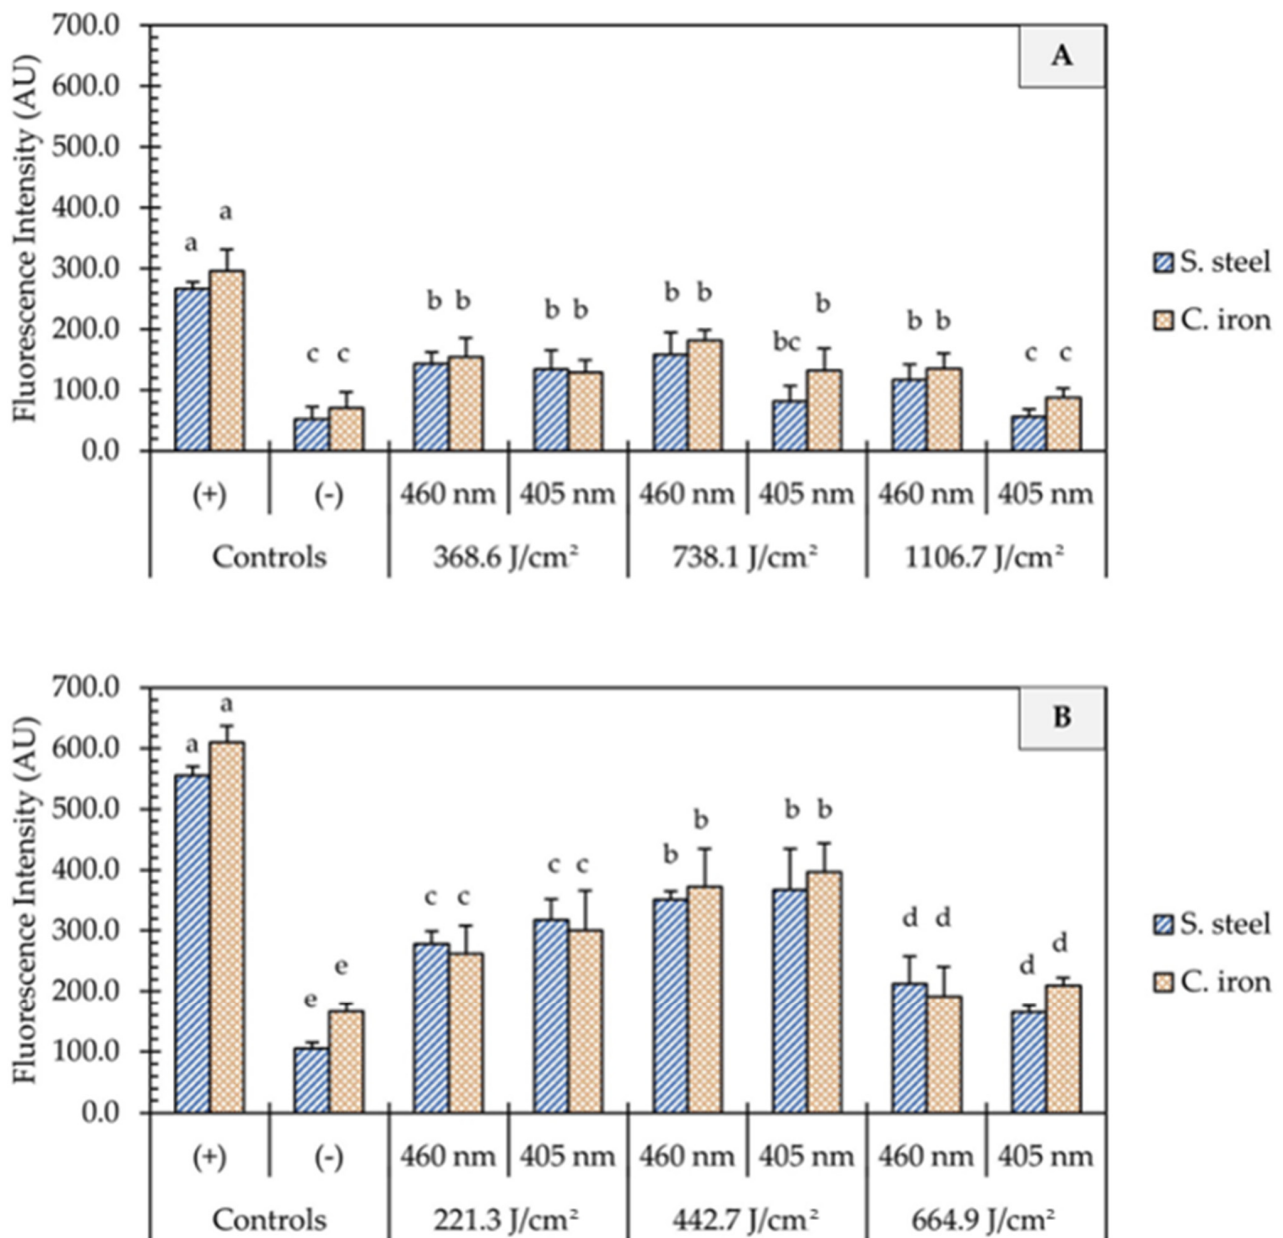 700.0
A
600.0
500.0
400.0
300.0
200.0
100.0
0.0
Fluorescence Intensity (AU)
a a
c c
b b
b b
b b
bc b
b b
c c
S. steel
C. iron
(+) (-) 460 nm 405 nm 460 nm 405 nm 460 nm 405 nm
Controls 368.6 J/cm² 738.1 J/cm² 1106.7 J/cm²
700.0
B
600.0
500.0
400.0
300.0
200.0
100.0
0.0
Fluorescence Intensity (AU)
a a
e e
c c
c c
b b
b b
d d
d d
S. steel
C. iron
(+) (-) 460 nm 405 nm 460 nm 405 nm 460 nm 405 nm
Controls 221.3 J/cm² 442.7 J/cm² 664.9 J/cm²